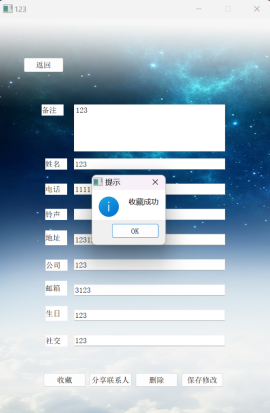 123
返回
备注
123
姓名
123
电话
1111
提示
收藏成功
OK
铃声
地址
公司
123
邮箱
3123
生日
123
社交
123
收藏
分享联系人
删除
保存修改